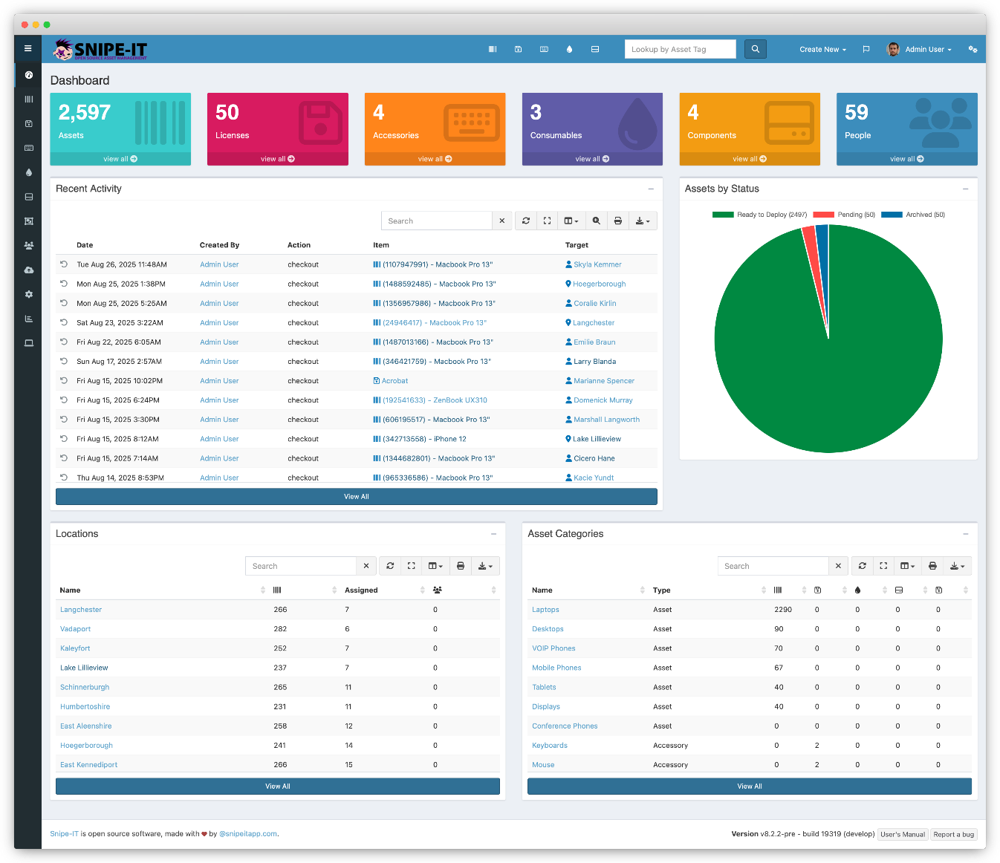 SNIPE-IT
OPEN SOURCE ASSET MANAGEMENT
Lookup by Asset Tag
Create New
Admin User
Dashboard
2,597
Assets
view all
50
Licenses
view all
4
Accessories
view all
3
Consumables
view all
4
Components
view all
59
People
view all
Recent Activity
Search
Date Created By Action Item Target
Tue Aug 26, 2025 11:48AM Admin User checkout (1107947991) - Macbook Pro 13" Skyla Kemmer
Mon Aug 25, 2025 1:38PM Admin User checkout (1488592485) - Macbook Pro 13" Hoegerborough
Mon Aug 25, 2025 5:25AM Admin User checkout (1356957986) - Macbook Pro 13" Coralie Kirlin
Sat Aug 23, 2025 3:22AM Admin User checkout (24946417) - Macbook Pro 13" Langchester
Fri Aug 22, 2025 6:05AM Admin User checkout (1487013166) - Macbook Pro 13" Emilie Braun
Sun Aug 17, 2025 2:57AM Admin User checkout (346421759) - Macbook Pro 13" Larry Blanda
Fri Aug 15, 2025 10:02PM Admin User checkout Acrobat Marianne Spencer
Fri Aug 15, 2025 6:24PM Admin User checkout (192541633) - ZenBook UX310 Domenick Murray
Fri Aug 15, 2025 3:30PM Admin User checkout (606195517) - Macbook Pro 13" Marshall Langworth
Fri Aug 15, 2025 8:12AM Admin User checkout (342713558) - iPhone 12 Lake Lillieview
Fri Aug 15, 2025 7:14AM Admin User checkout (1344682801) - Macbook Pro 13" Cicero Hane
Thu Aug 14, 2025 8:53PM Admin User checkout (965336586) - Macbook Pro 13" Kacie Yundt
View All
Assets by Status
Ready to Deploy (2497) Pending (50) Archived (50)
Locations
Search
Name Assigned
Langchester 266 7 0
Vadaport 282 6 0
Kaleyfort 252 7 0
Lake Lillieview 237 7 0
Schinnerburgh 265 11 0
Humbertoshire 231 11 0
East Aleenshire 258 12 0
Hoegerborough 241 14 0
East Kennediport 266 15 0
View All
Asset Categories
Search
Name Type
Laptops Asset 2290 0 0 0 0
Desktops Asset 90 0 0 0 0
VOIP Phones Asset 70 0 0 0 0
Mobile Phones Asset 67 0 0 0 0
Tablets Asset 40 0 0 0 0
Displays Asset 40 0 0 0 0
Conference Phones Asset 0 0 0 0 0
Keyboards Accessory 0 2 0 0 0
Mouse Accessory 0 2 0 0 0
View All
Snipe-IT is open source software, made with ♥ by @snipeitapp.com.
Version v8.2.2-pre - build 19319 (develop) User's Manual Report a bug